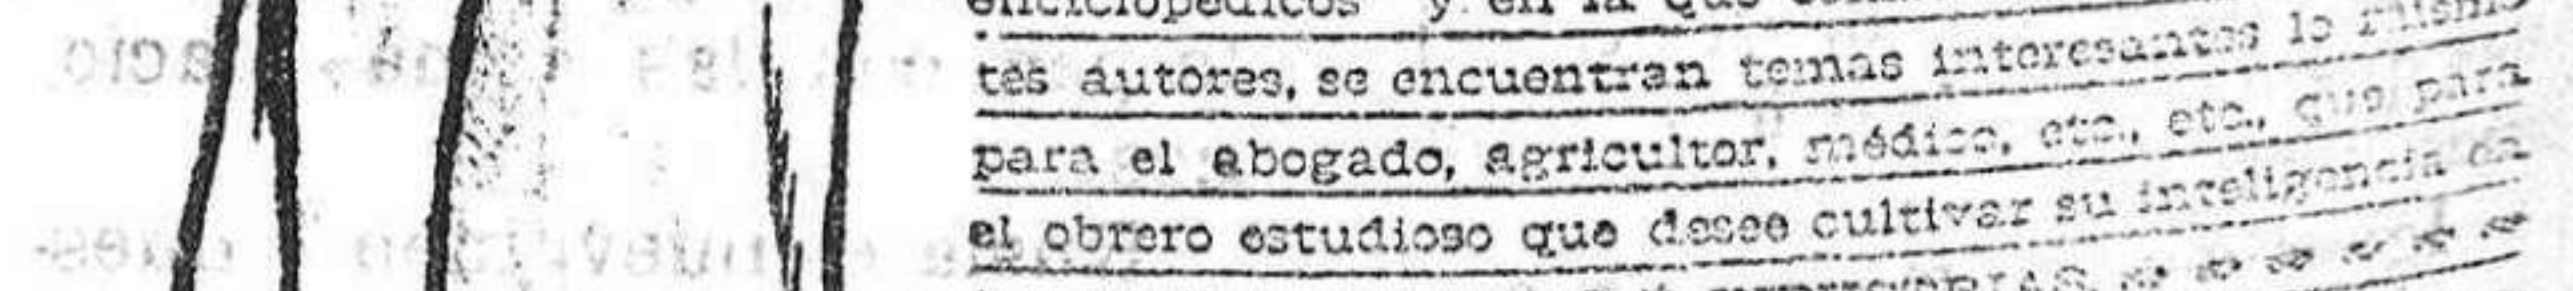 enciclopédicos y en la que
tes autores, se encuentran temas interesantes lo mismo
para el abogado, agricultor, médico, etc., etc., que para
el obrero estudioso que desee cultivar su inteligencia en